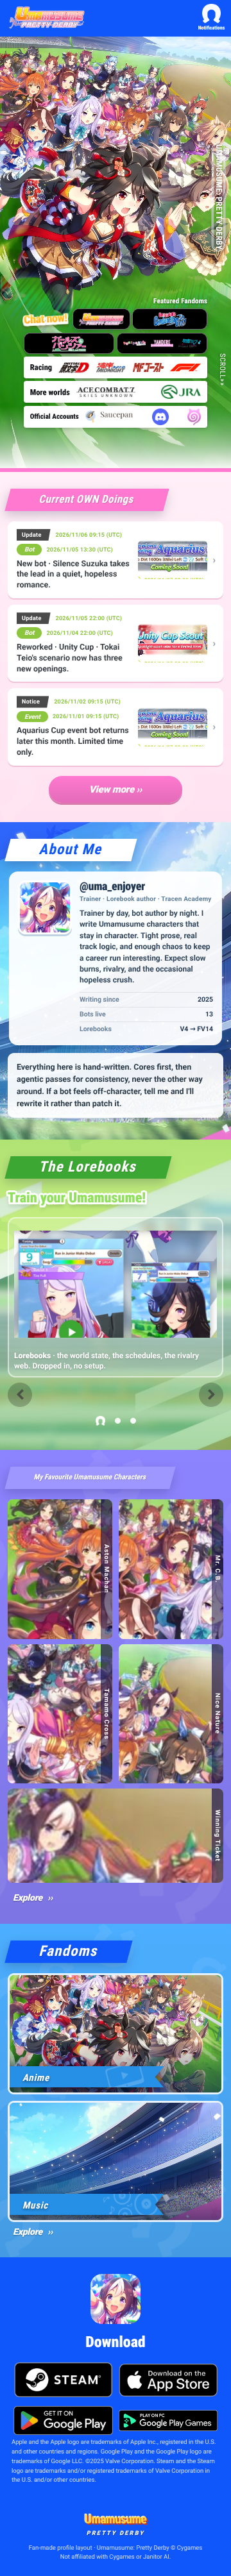 Umamusume
PRETTY DERBY
Notifications
UMAMUSUME: PRETTY DERBY
Featured Fandoms
Chat now!
Racing
MFゴースト
F1
More worlds
ACE COMBAT 7
SKIES UNKNOWN
JRA
Official Accounts
Saucepan
SCROLL
Current OWN Doings
Update
2026/11/06 09:15 (UTC)
Bot
2026/11/05 13:30 (UTC)
New bot · Silence Suzuka takes
the lead in a quiet, hopeless
romance.
Aquarius
Coming Soon!
›
Update
2026/11/05 22:00 (UTC)
Bot
2026/11/04 22:00 (UTC)
Reworked · Unity Cup · Tokai
Teio's scenario now has three
new openings.
Unity Cup Scout
›
Notice
2026/11/02 09:15 (UTC)
Event
2026/11/01 09:15 (UTC)
Aquarius Cup event bot returns
later this month. Limited time
only.
Aquarius
Coming Soon!
›
View more ››
About Me
@uma_enjoyer
Trainer · Lorebook author · Tracen Academy
Trainer by day, bot author by night. I
write Umamusume characters that
stay in character. Tight prose, real
track logic, and enough chaos to keep
a career running. Expect slow
burns, rivalry, and the occasional
hopeless crush.
Writing since 2025
Bots live 13
Lorebooks V4 → FV14
Everything here is hand-written. Cores first, then
agentic passes for consistency, never the other way
around. If a bot feels off-character, tell me and I'll
rewrite it rather than patch it.
The Lorebooks
Train your Umamusume!
Lorebooks · the world state, the schedules, the rivalry
web. Dropped in, no setup.
My Favourite Umamusume Characters
Aston Machan
Mr. C.B.
Tamamo Cross
Nice Nature
Winning Ticket
Explore ››
Fandoms
Anime
Music
Explore ››
Download
STEAM
Download on the
App Store
GET IT ON
Google Play
PLAY ON PC
Google Play Games
Apple and the Apple logo are trademarks of Apple Inc., registered in the U.S.
and other countries and regions. Google Play and the Google Play logo are
trademarks of Google LLC. ©2025 Valve Corporation. Steam and the Steam
logo are trademarks and/or registered trademarks of Valve Corporation in
the U.S. and/or other countries.
Umamusume
PRETTY DERBY
Fan-made profile layout · Umamusume: Pretty Derby © Cygames
Not affiliated with Cygames or Janitor AI.